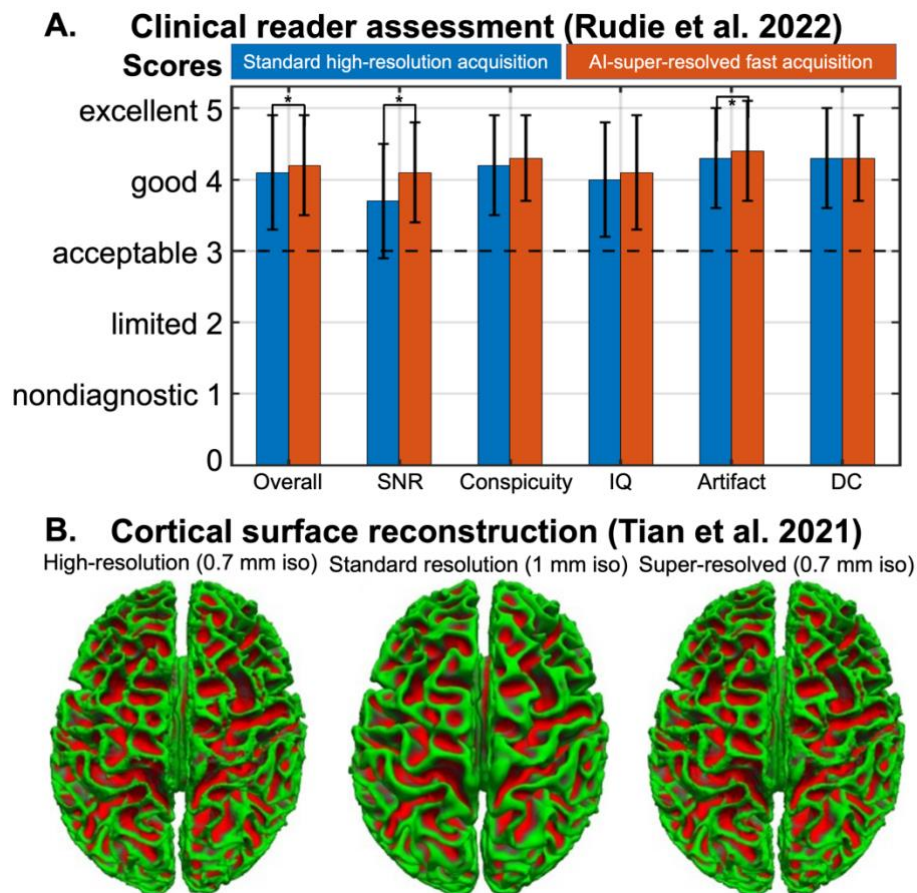 A. Clinical reader assessment (Rudie et al. 2022)
Scores Standard high-resolution acquisition AI-super-resolved fast acquisition
excellent 5
* * *
good 4
acceptable 3
limited 2
nondiagnostic 1
0
Overall SNR Conspicuity IQ Artifact DC
B. Cortical surface reconstruction (Tian et al. 2021)
High-resolution (0.7 mm iso) Standard resolution (1 mm iso) Super-resolved (0.7 mm iso)